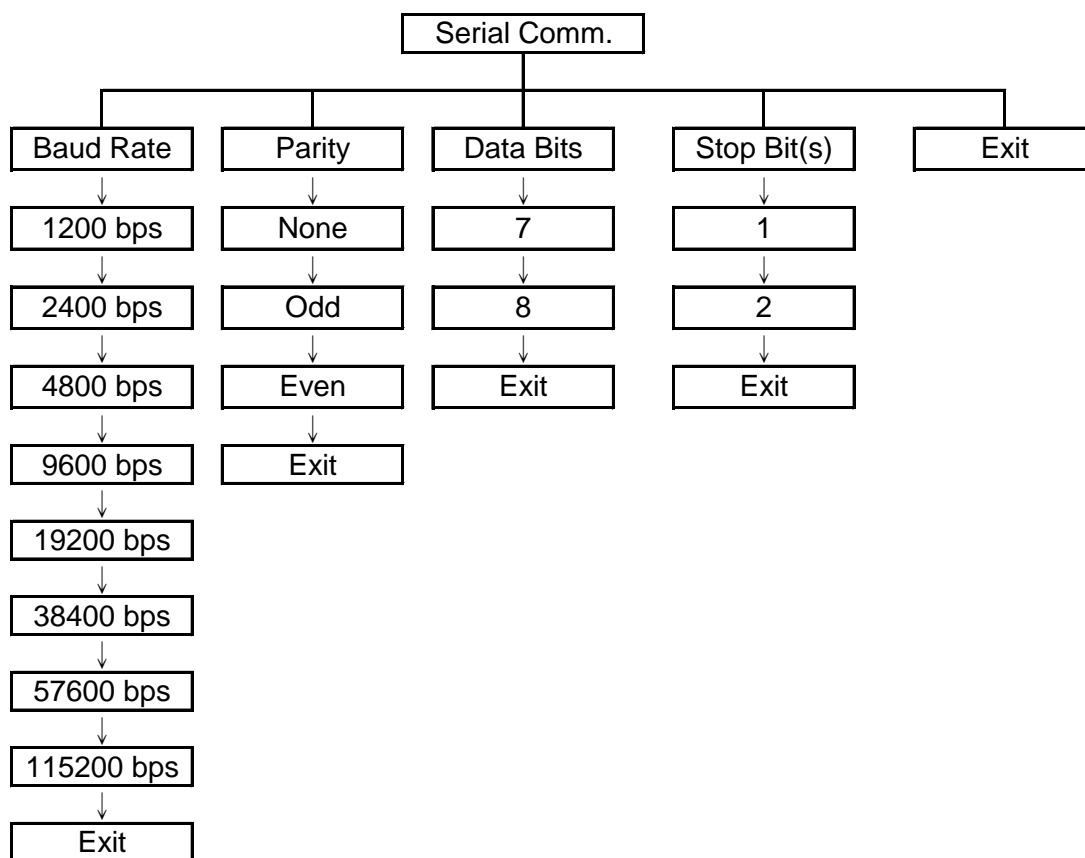 Serial Comm.
Baud Rate
Parity
Data Bits
Stop Bit(s)
Exit
1200 bps
None
7
1
2400 bps
Odd
8
2
4800 bps
Even
Exit
Exit
9600 bps
Exit
19200 bps
38400 bps
57600 bps
115200 bps
Exit